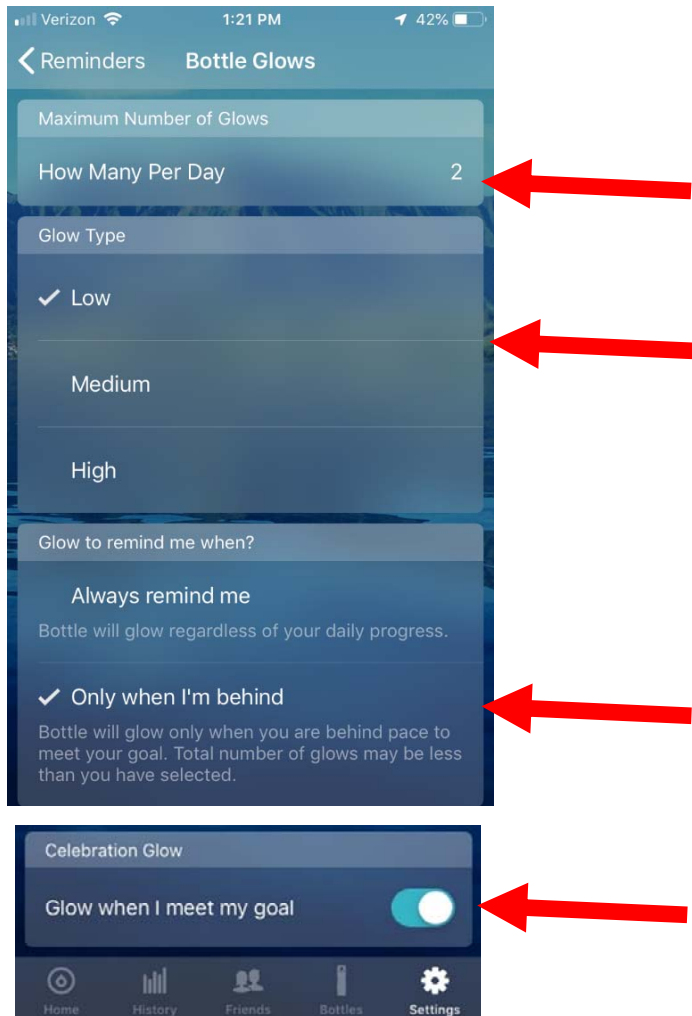 Verizon 1:21 PM 42%
Reminders Bottle Glows
Maximum Number of Glows
How Many Per Day 2
Glow Type
Low
Medium
High
Glow to remind me when?
Always remind me
Bottle will glow regardless of your daily progress.
Only when I'm behind
Bottle will glow only when you are behind pace to
meet your goal. Total number of glows may be less
than you have selected.
Celebration Glow
Glow when I meet my goal
Home History Friends Bottles Settings